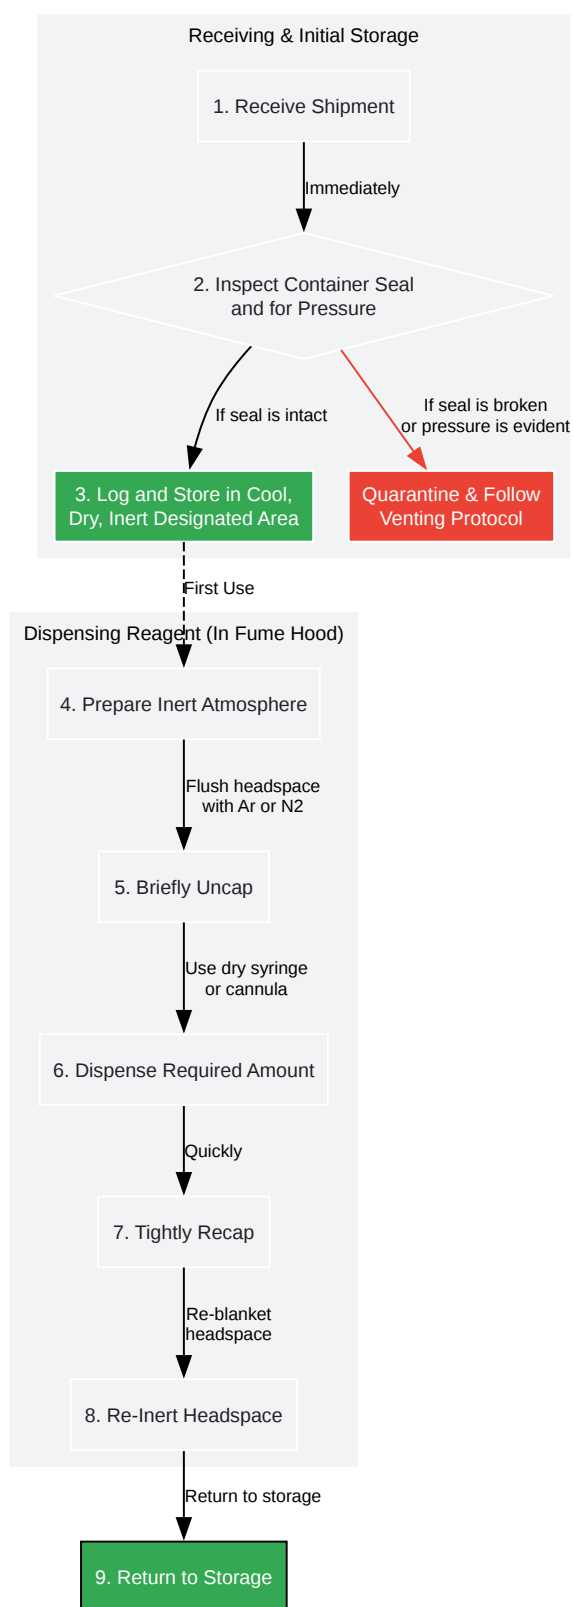 Receiving & Initial Storage
1. Receive Shipment
Immediately
2. Inspect Container Seal
and for Pressure
If seal is intact
If seal is broken
or pressure is evident
3. Log and Store in Cool,
Dry, Inert Designated Area
Quarantine & Follow
Venting Protocol
First Use
Dispensing Reagent (In Fume Hood)
4. Prepare Inert Atmosphere
Flush headspace
with Ar or N2
5. Briefly Uncap
Use dry syringe
or cannula
6. Dispense Required Amount
Quickly
7. Tightly Recap
Re-blanket
headspace
8. Re-Inert Headspace
Return to storage
9. Return to Storage